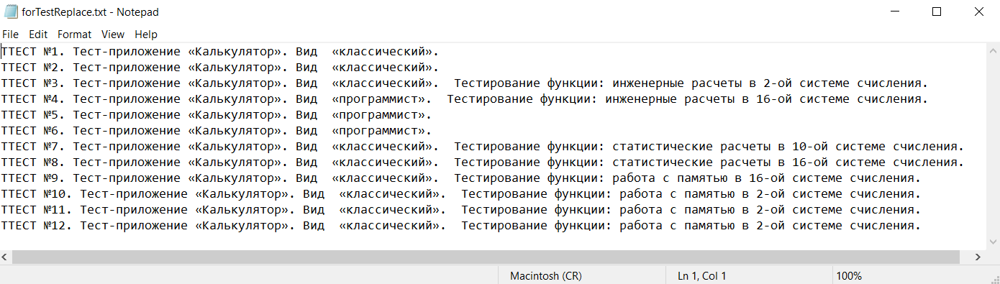 forTestReplace.txt - Notepad
File Edit Format View Help
ТТЕСТ №1. Тест-приложение «Калькулятор». Вид  «классический».
ТТЕСТ №2. Тест-приложение «Калькулятор». Вид  «классический».
ТТЕСТ №3. Тест-приложение «Калькулятор». Вид  «классический».  Тестирование функции: инженерные расчеты в 2-ой системе счисления.
ТТЕСТ №4. Тест-приложение «Калькулятор». Вид  «программист».  Тестирование функции: инженерные расчеты в 16-ой системе счисления.
ТТЕСТ №5. Тест-приложение «Калькулятор». Вид  «программист».
ТТЕСТ №6. Тест-приложение «Калькулятор». Вид  «программист».
ТТЕСТ №7. Тест-приложение «Калькулятор». Вид  «классический».  Тестирование функции: статистические расчеты в 10-ой системе счисления.
ТТЕСТ №8. Тест-приложение «Калькулятор». Вид  «классический».  Тестирование функции: статистические расчеты в 16-ой системе счисления.
ТТЕСТ №9. Тест-приложение «Калькулятор». Вид  «классический».  Тестирование функции: работа с памятью в 16-ой системе счисления.
ТТЕСТ №10. Тест-приложение «Калькулятор». Вид  «классический».  Тестирование функции: работа с памятью в 2-ой системе счисления.
ТТЕСТ №11. Тест-приложение «Калькулятор». Вид  «классический».  Тестирование функции: работа с памятью в 2-ой системе счисления.
ТТЕСТ №12. Тест-приложение «Калькулятор». Вид  «классический».  Тестирование функции: работа с памятью в 2-ой системе счисления.
Macintosh (CR) Ln 1, Col 1 100%